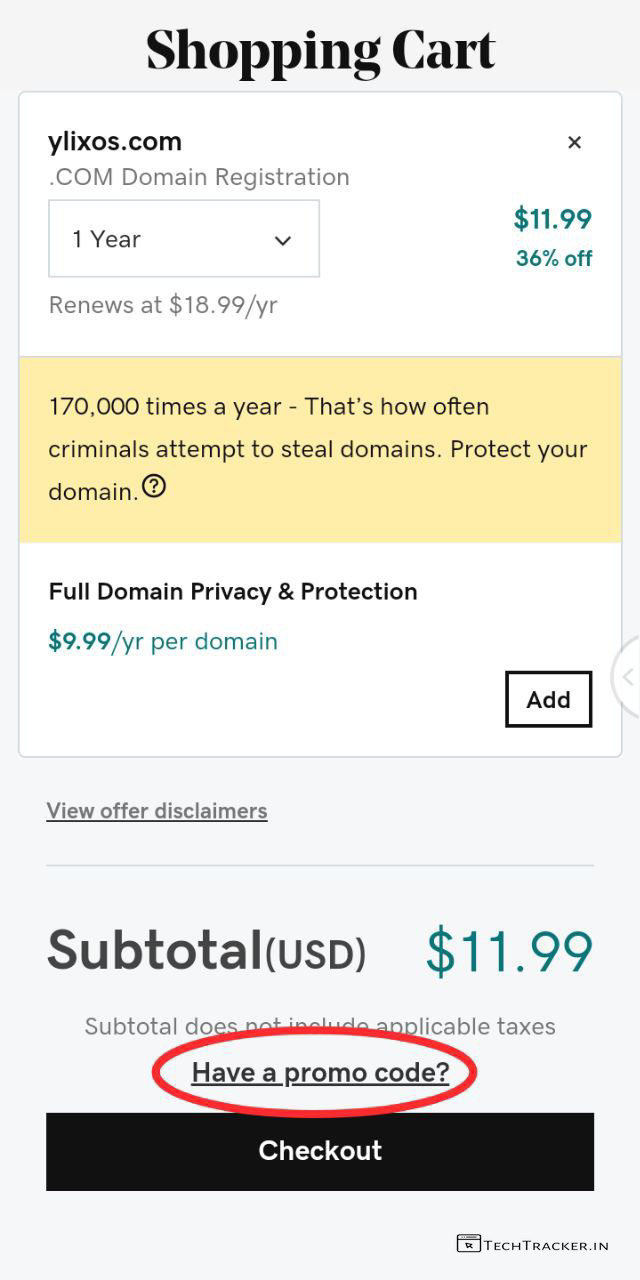 Shopping Cart
ylixos.com
×
.COM Domain Registration
1 Year
$11.99
36% off
Renews at $18.99/yr
170,000 times a year - That’s how often
criminals attempt to steal domains. Protect your
domain.?
Full Domain Privacy & Protection
$9.99/yr per domain
Add
View offer disclaimers
Subtotal(USD) $11.99
Subtotal does not include applicable taxes
Have a promo code?
Checkout
TECHTRACKER.IN